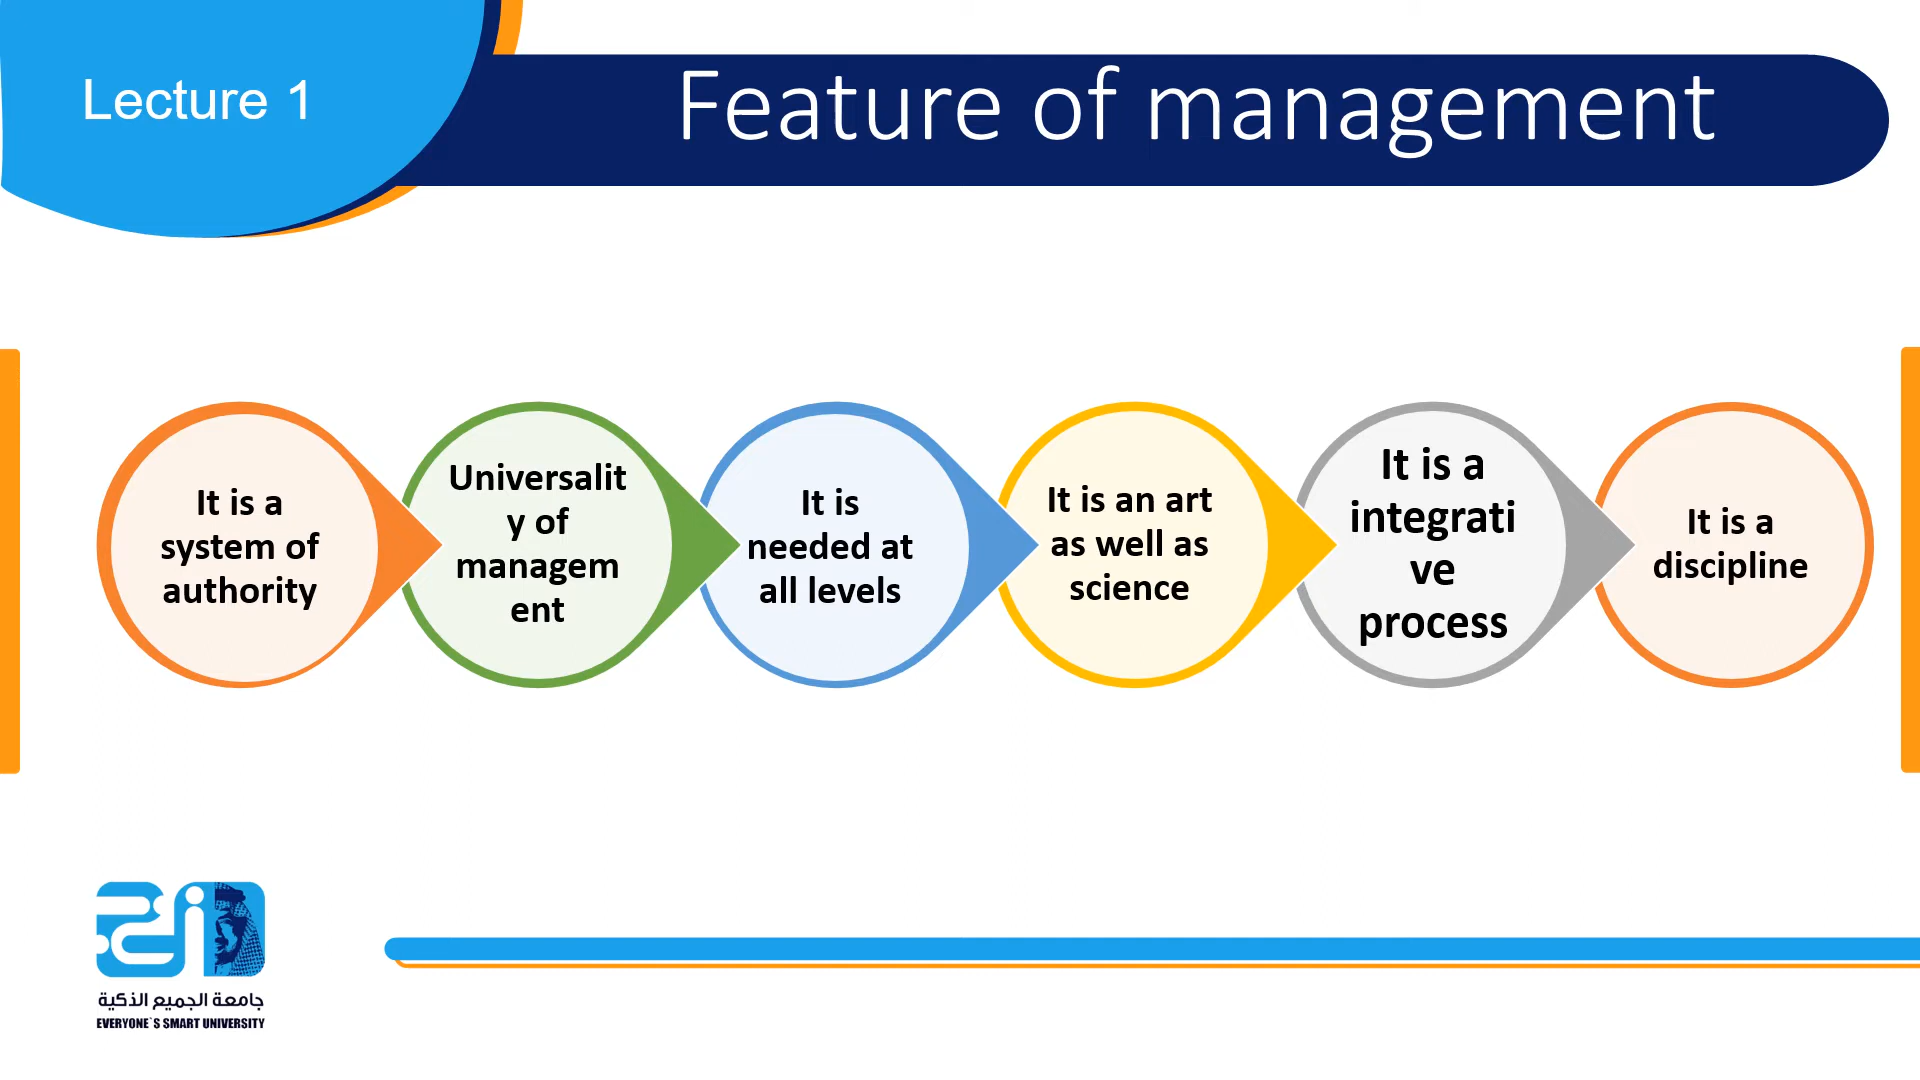 Lecture 1
Feature of management
It is a
system of
authority
Universalit
y of
managem
ent
It is
needed at
all levels
It is an art
as well as
science
It is a
integrati
ve
process
It is a
discipline
جامعة الجميع الذكية
EVERYONE`S SMART UNIVERSITY